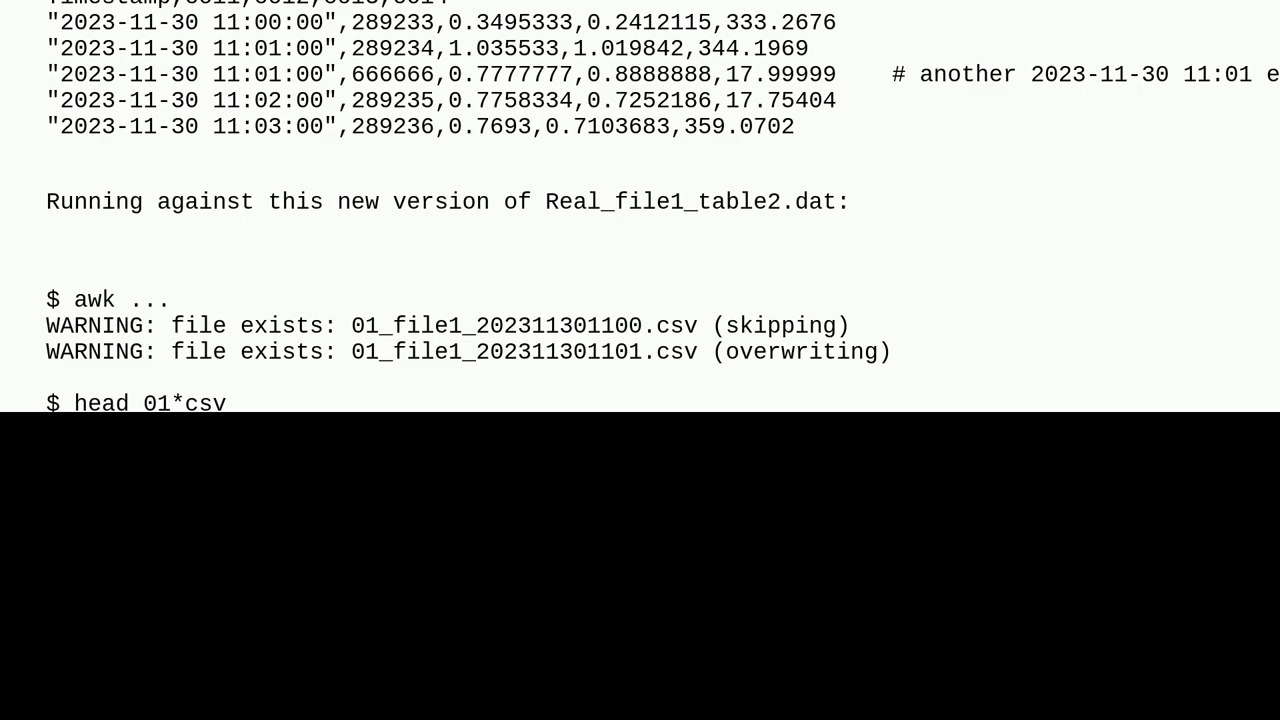 "2023-11-30 11:00:00",289233,0.3495333,0.2412115,333.2676
"2023-11-30 11:01:00",289234,1.035533,1.019842,344.1969
"2023-11-30 11:01:00",666666,0.7777777,0.8888888,17.99999    # another 2023-11-30 11:01
"2023-11-30 11:02:00",289235,0.7758334,0.7252186,17.75404
"2023-11-30 11:03:00",289236,0.7693,0.7103683,359.0702
Running against this new version of Real_file1_table2.dat:
$ awk ...
WARNING: file exists: 01_file1_202311301100.csv (skipping)
WARNING: file exists: 01_file1_202311301101.csv (overwriting)
$ head 01*csv